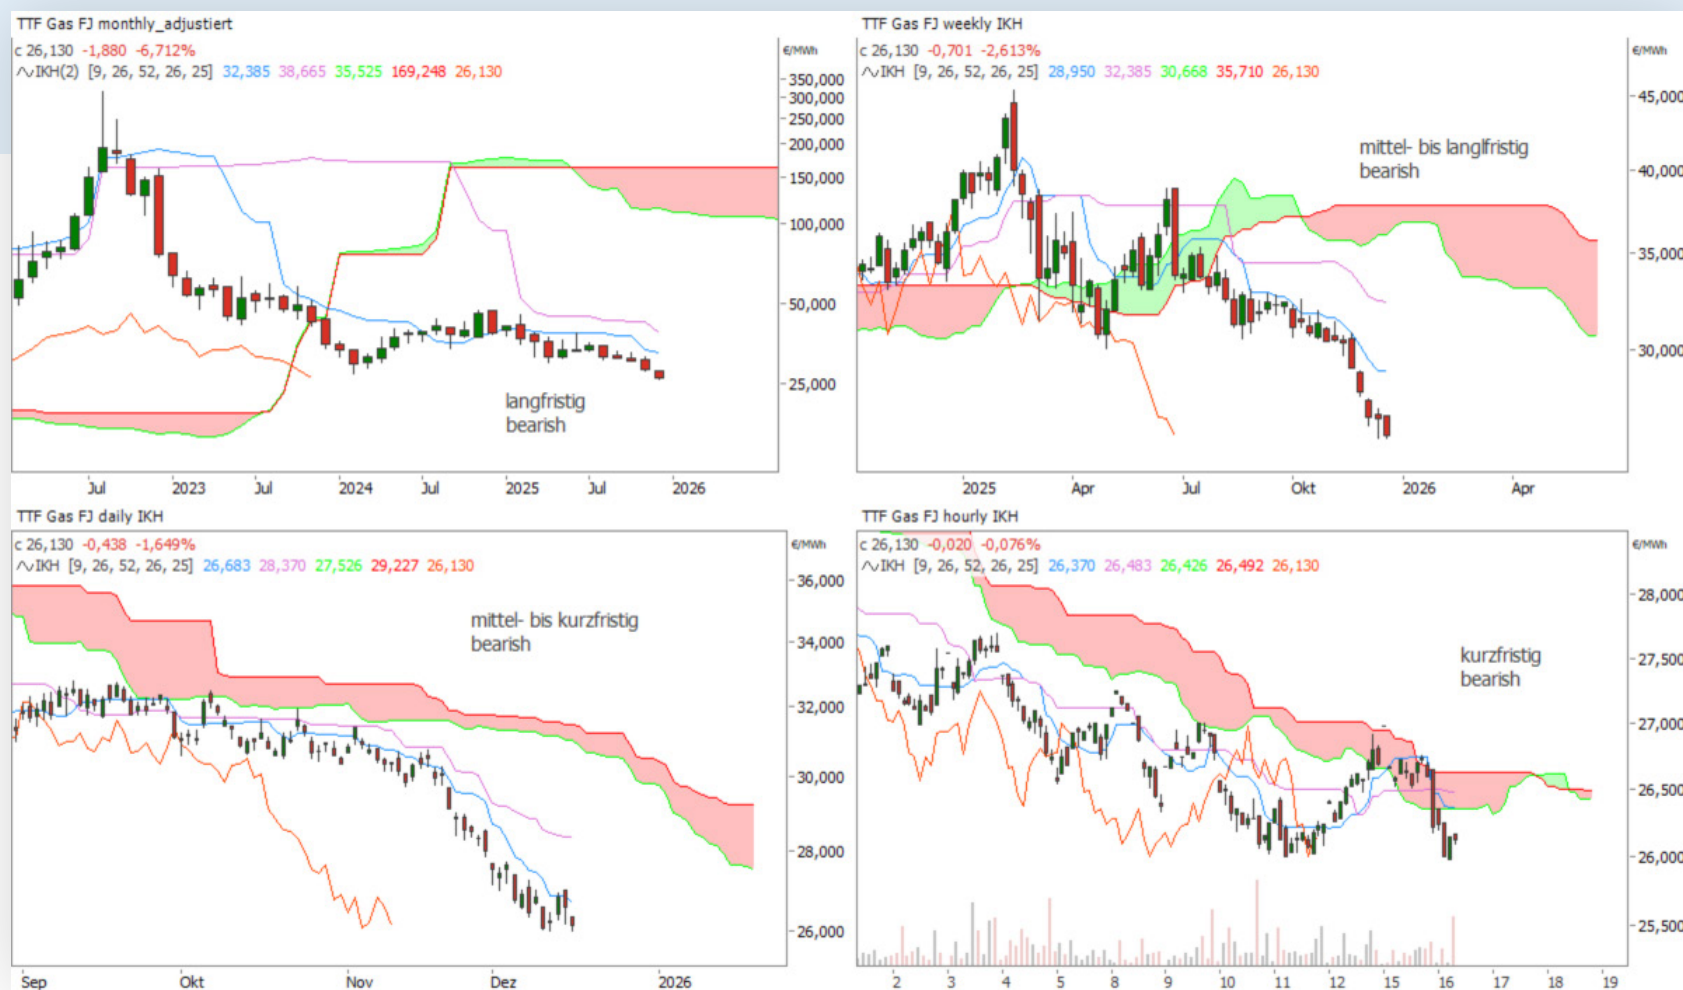 TTF Gas FJ monthly_adjustiert
c 26,130 -1,880 -6,712%
€/MWh
IKH(2) [9, 26, 52, 26, 25] 32,385 38,665 35,525 169,248 26,130
350,000
300,000
250,000
200,000
150,000
100,000
50,000
25,000
langfristig
bearish
Jul 2023 Jul 2024 Jul 2025 Jul 2026
TTF Gas FJ weekly IKH
c 26,130 -0,701 -2,613%
€/MWh
IKH [9, 26, 52, 26, 25] 28,950 32,385 30,668 35,710 26,130
45,000
mittel- bis langlfristig
bearish
40,000
35,000
30,000
2025 Apr Jul Okt 2026 Apr
TTF Gas FJ daily IKH
c 26,130 -0,438 -1,649%
€/MWh
IKH [9, 26, 52, 26, 25] 26,683 28,370 27,526 29,227 26,130
36,000
mittel- bis kurzfristig
bearish
34,000
32,000
30,000
28,000
26,000
Sep Okt Nov Dez 2026
TTF Gas FJ hourly IKH
c 26,130 -0,020 -0,076%
€/MWh
IKH [9, 26, 52, 26, 25] 26,370 26,483 26,426 26,492 26,130
28,000
kurzfristig
bearish
27,500
27,000
26,500
26,000
25,500
2 3 4 5 8 9 10 11 12 15 16 17 18 19